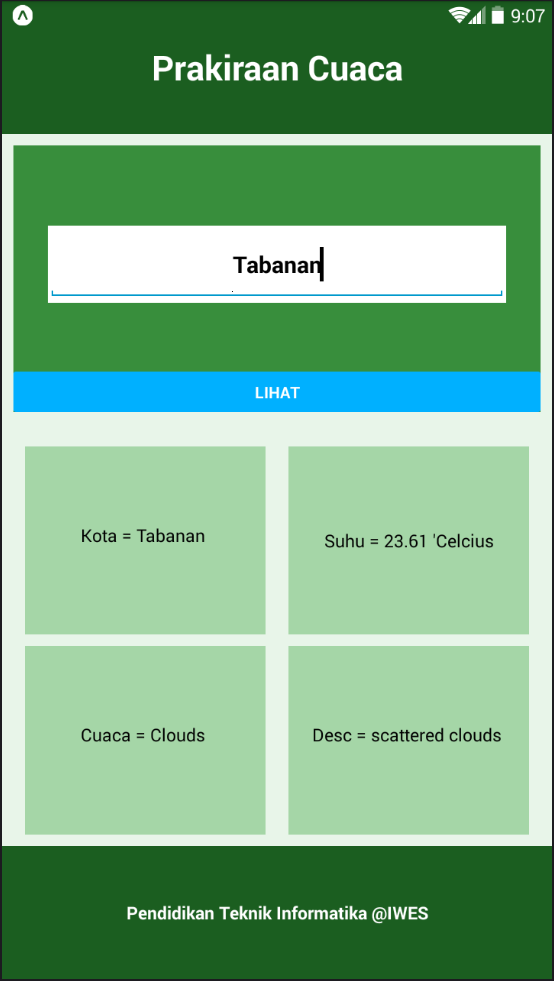 9:07
Prakiraan Cuaca
Tabanan
LIHAT
Kota = Tabanan
Suhu = 23.61 'Celcius
Cuaca = Clouds
Desc = scattered clouds
Pendidikan Teknik Informatika @IWES